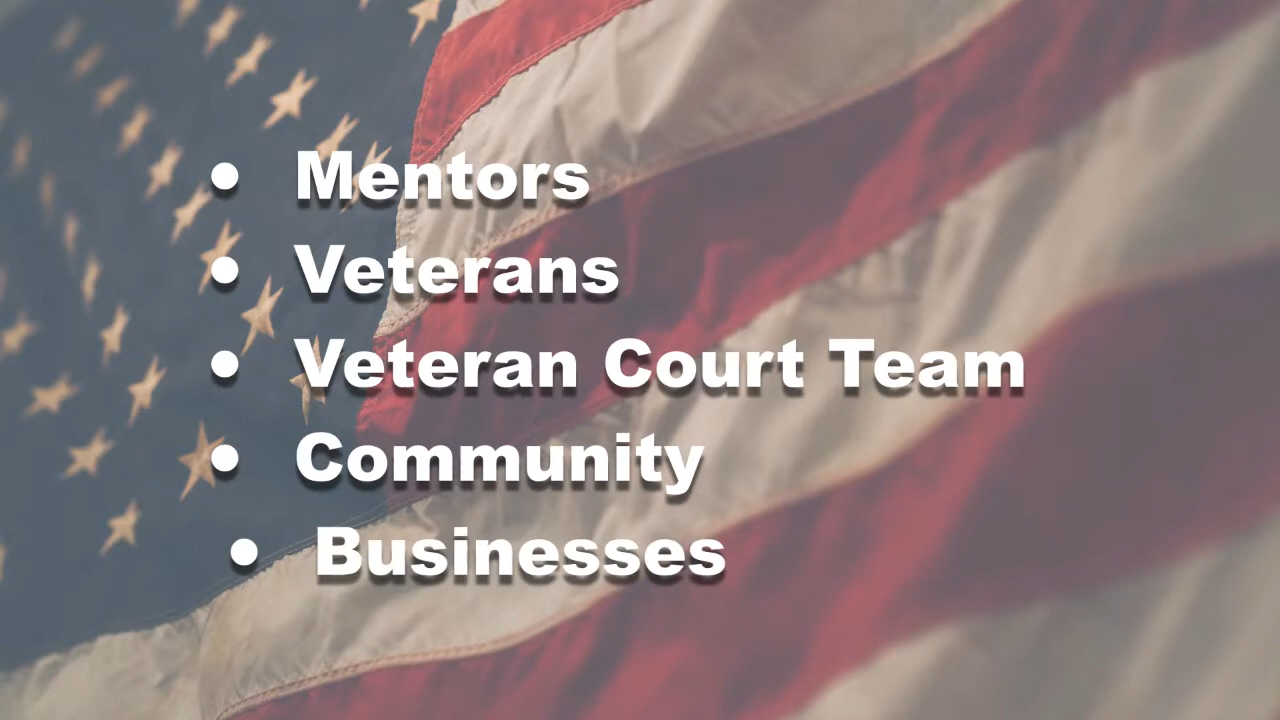 • Mentors
• Veterans
• Veteran Court Team
• Community
• Businesses